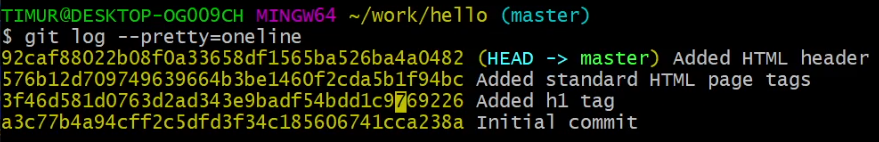 TIMUR@DESKTOP-OG009CH MINGW64 ~/work/hello (master)
$ git log --pretty=oneline
92caf88022b08f0a33658df1565ba526ba4a0482 (HEAD -> master) Added HTML header
576b12d709749639664b3be1460f2cda5b1f94bc Added standard HTML page tags
3f46d581d0763d2ad343e9badf54bdd1c9769226 Added h1 tag
a3c77b4a94cff2c5dfd3f34c185606741cca238a Initial commit